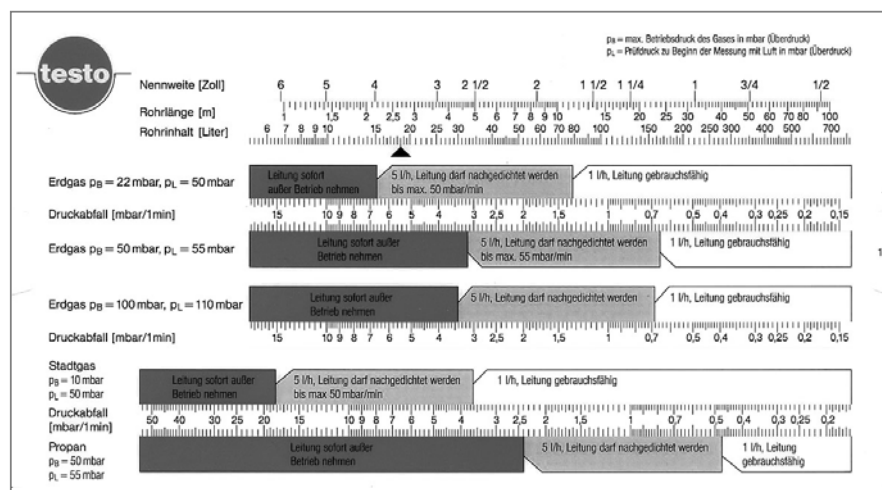 p_B = max. Betriebsdruck des Gases in mbar (Überdruck)
p_L = Prüfdruck zu Beginn der Messung mit Luft in mbar (Überdruck)
testo
Nennweite [Zoll] 6 5 4 3 2 1/2 2 1 1/2 1 1/4 1 3/4 1/2
Rohrlänge [m] 1 1,5 2 2,5 3 4 5 6 7 8 9 10 15 20 25 30 40 50 60 70 80 100
Rohrinhalt [Liter] 6 7 8 9 10 15 20 25 30 40 50 60 70 80 100 150 200 250 300 400 500 700
Erdgas p_B = 22 mbar, p_L = 50 mbar
Leitung sofort
außer Betrieb nehmen
5 l/h, Leitung darf nachgedichtet werden
bis max. 50 mbar/min
1 l/h, Leitung gebrauchsfähig
Druckabfall [mbar/1min] 15 10 9 8 7 6 5 4 3 2,5 2 1,5 1 0,7 0,5 0,4 0,3 0,25 0,2 0,15
Erdgas p_B = 50 mbar, p_L = 55 mbar
Leitung sofort außer
Betrieb nehmen
5 l/h, Leitung darf nachgedichtet werden
bis max. 55 mbar/min
1 l/h, Leitung gebrauchsfähig
1
Erdgas p_B = 100 mbar, p_L = 110 mbar
Leitung sofort außer
Betrieb nehmen
5 l/h, Leitung darf nachgedichtet werden
1 l/h, Leitung gebrauchsfähig
Druckabfall [mbar/1min] 15 10 9 8 7 6 5 4 3 2,5 2 1,5 1 0,7 0,5 0,4 0,3 0,25 0,2 0,15
Stadtgas
p_B = 10 mbar
p_L = 50 mbar
Leitung sofort außer
Betrieb nehmen
5 l/h, Leitung darf nachgedichtet werden
bis max 50 mbar/min
1 l/h, Leitung gebrauchsfähig
Druckabfall
[mbar/1min]
50 40 30 25 20 15 10 9 8 7 6 5 4 3 2,5 2 1 0,7 0,5 0,4 0,3 0,25 0,2
Propan
p_B = 50 mbar
p_L = 55 mbar
Leitung sofort außer
Betrieb nehmen
5 l/h, Leitung darf nachgedichtet werden
1 l/h, Leitung
gebrauchsfähig